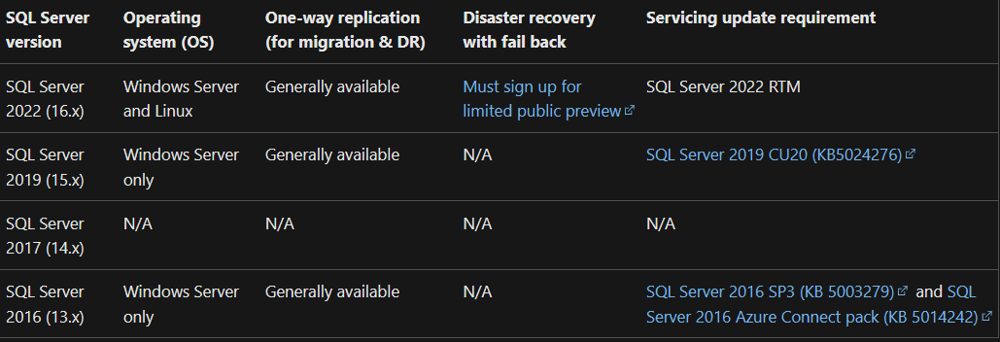 SQL Server version
Operating system (OS)
One-way replication (for migration & DR)
Disaster recovery with fail back
Servicing update requirement
SQL Server 2022 (16.x)
Windows Server and Linux
Generally available
Must sign up for limited public preview
SQL Server 2022 RTM
SQL Server 2019 (15.x)
Windows Server only
Generally available
N/A
SQL Server 2019 CU20 (KB5024276)
SQL Server 2017 (14.x)
N/A
N/A
N/A
N/A
SQL Server 2016 (13.x)
Windows Server only
Generally available
N/A
SQL Server 2016 SP3 (KB 5003279) and SQL Server 2016 Azure Connect pack (KB 5014242)